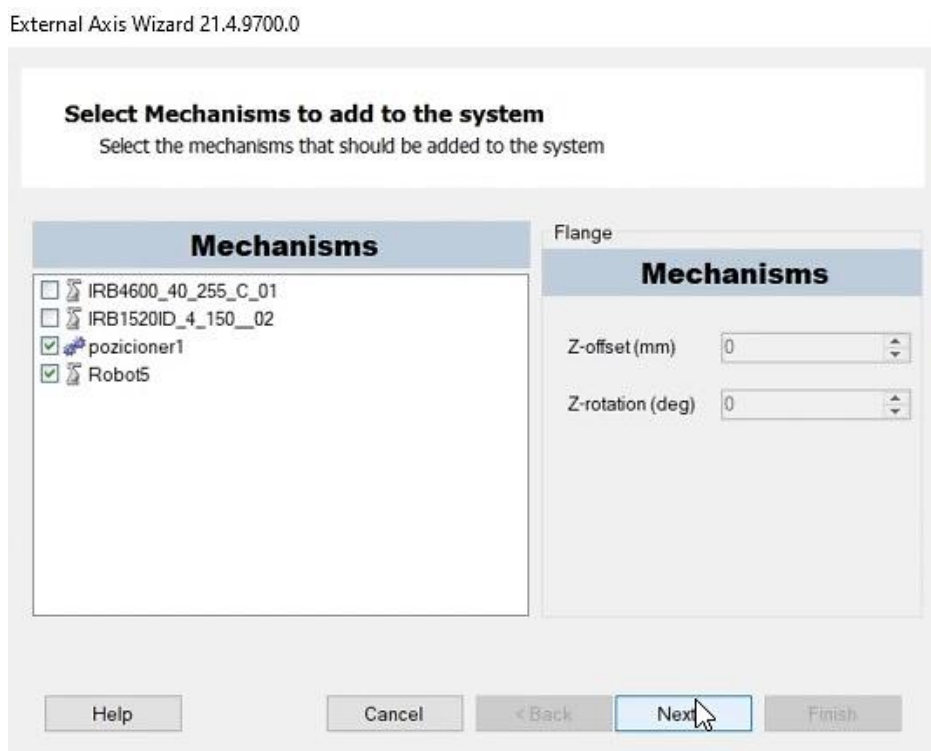 External Axis Wizard 21.4.9700.0
Select Mechanisms to add to the system
Select the mechanisms that should be added to the system
Mechanisms
IRB4600_40_255_C_01
IRB1520ID_4_150__02
pozicioner1
Robot5
Flange
Mechanisms
Z-offset (mm) 0
Z-rotation (deg) 0
Help Cancel < Back Next Finish